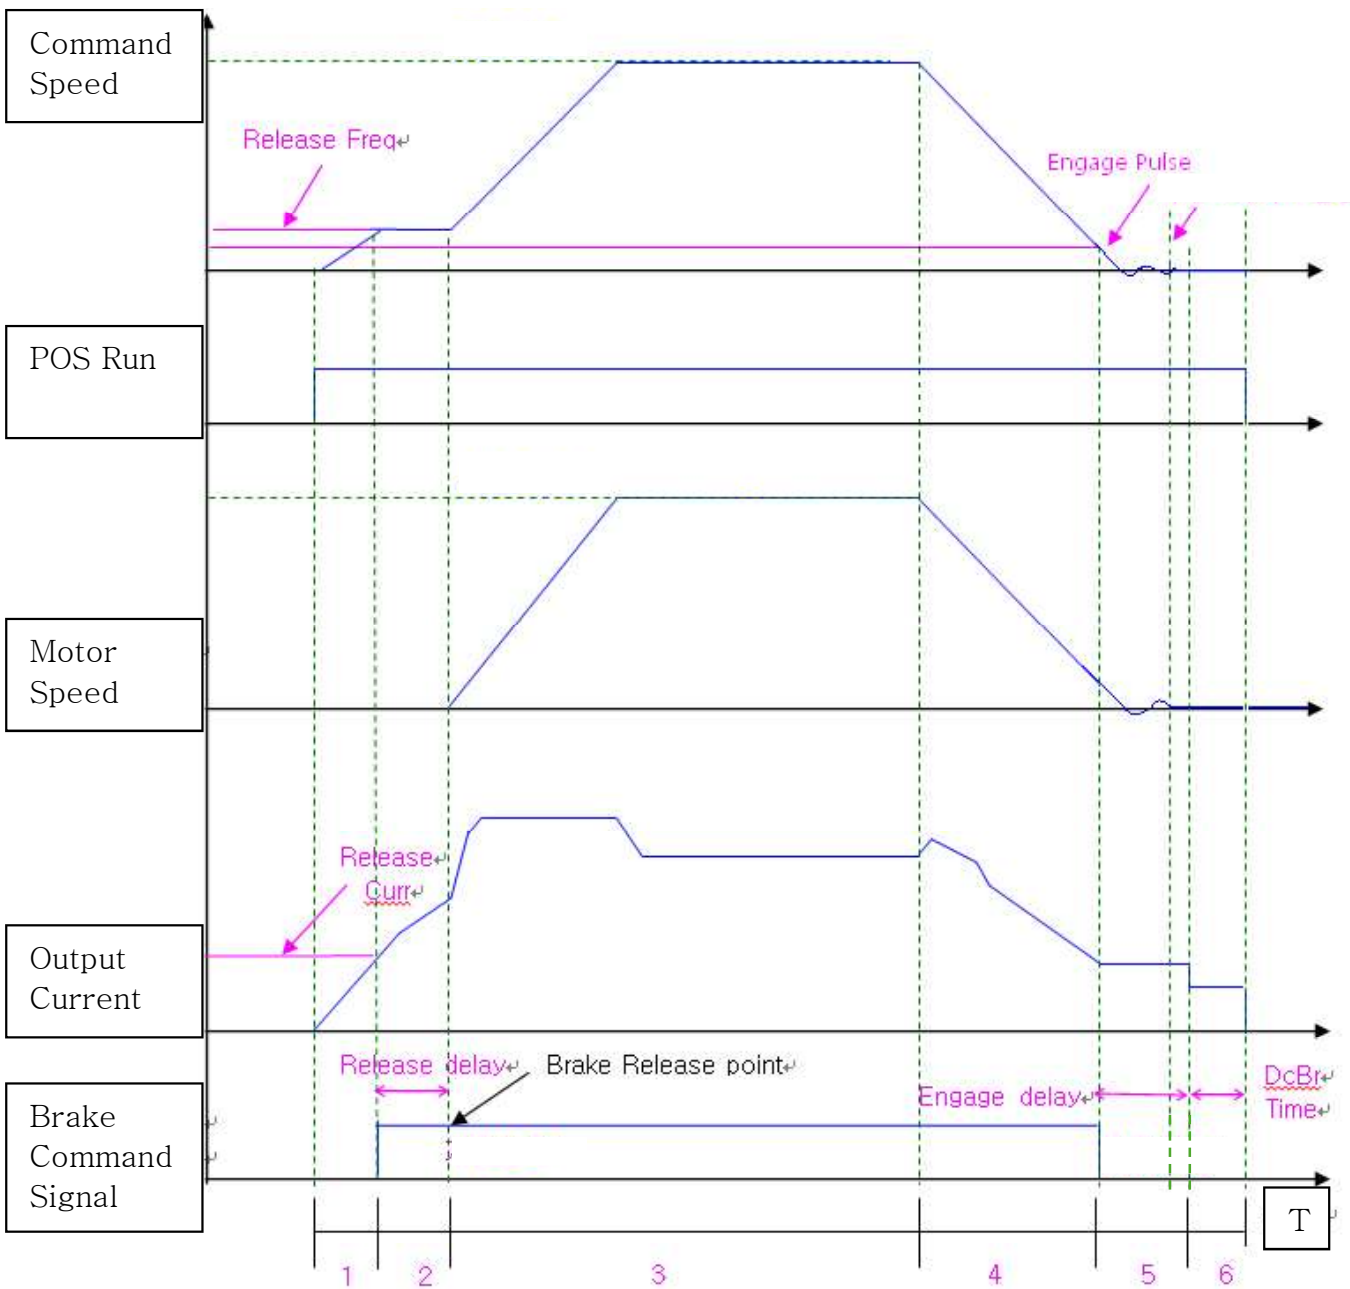 Command
Speed
Release Freq↵
Engage Pulse
POS Run
Motor
Speed
Release↵
Curr↵
Output
Current
Release delay↵
Brake Release point↵
Engage delay↵
DcBr↵
Time↵
Brake
Command
Signal
T
1 2 3 4 5 6